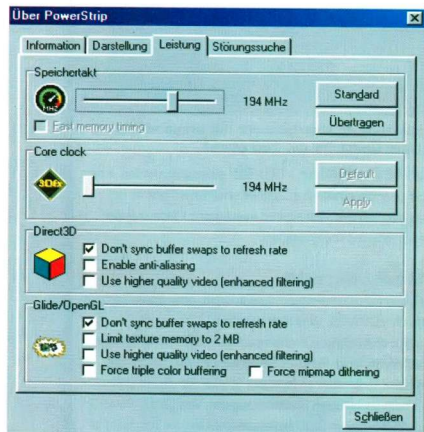 Über PowerStrip
Information Darstellung Leistung Störungssuche
Speichertakt
MHz
194 MHz
Standard
Fast memory timing
Übertragen
Core clock
3Dfx
194 MHz
Default
Apply
Direct3D
Don't sync buffer swaps to refresh rate
Enable anti-aliasing
Use higher quality video (enhanced filtering)
Glide/OpenGL
Don't sync buffer swaps to refresh rate
Limit texture memory to 2 MB
Use higher quality video (enhanced filtering)
Force triple color buffering Force mipmap dithering
Schließen